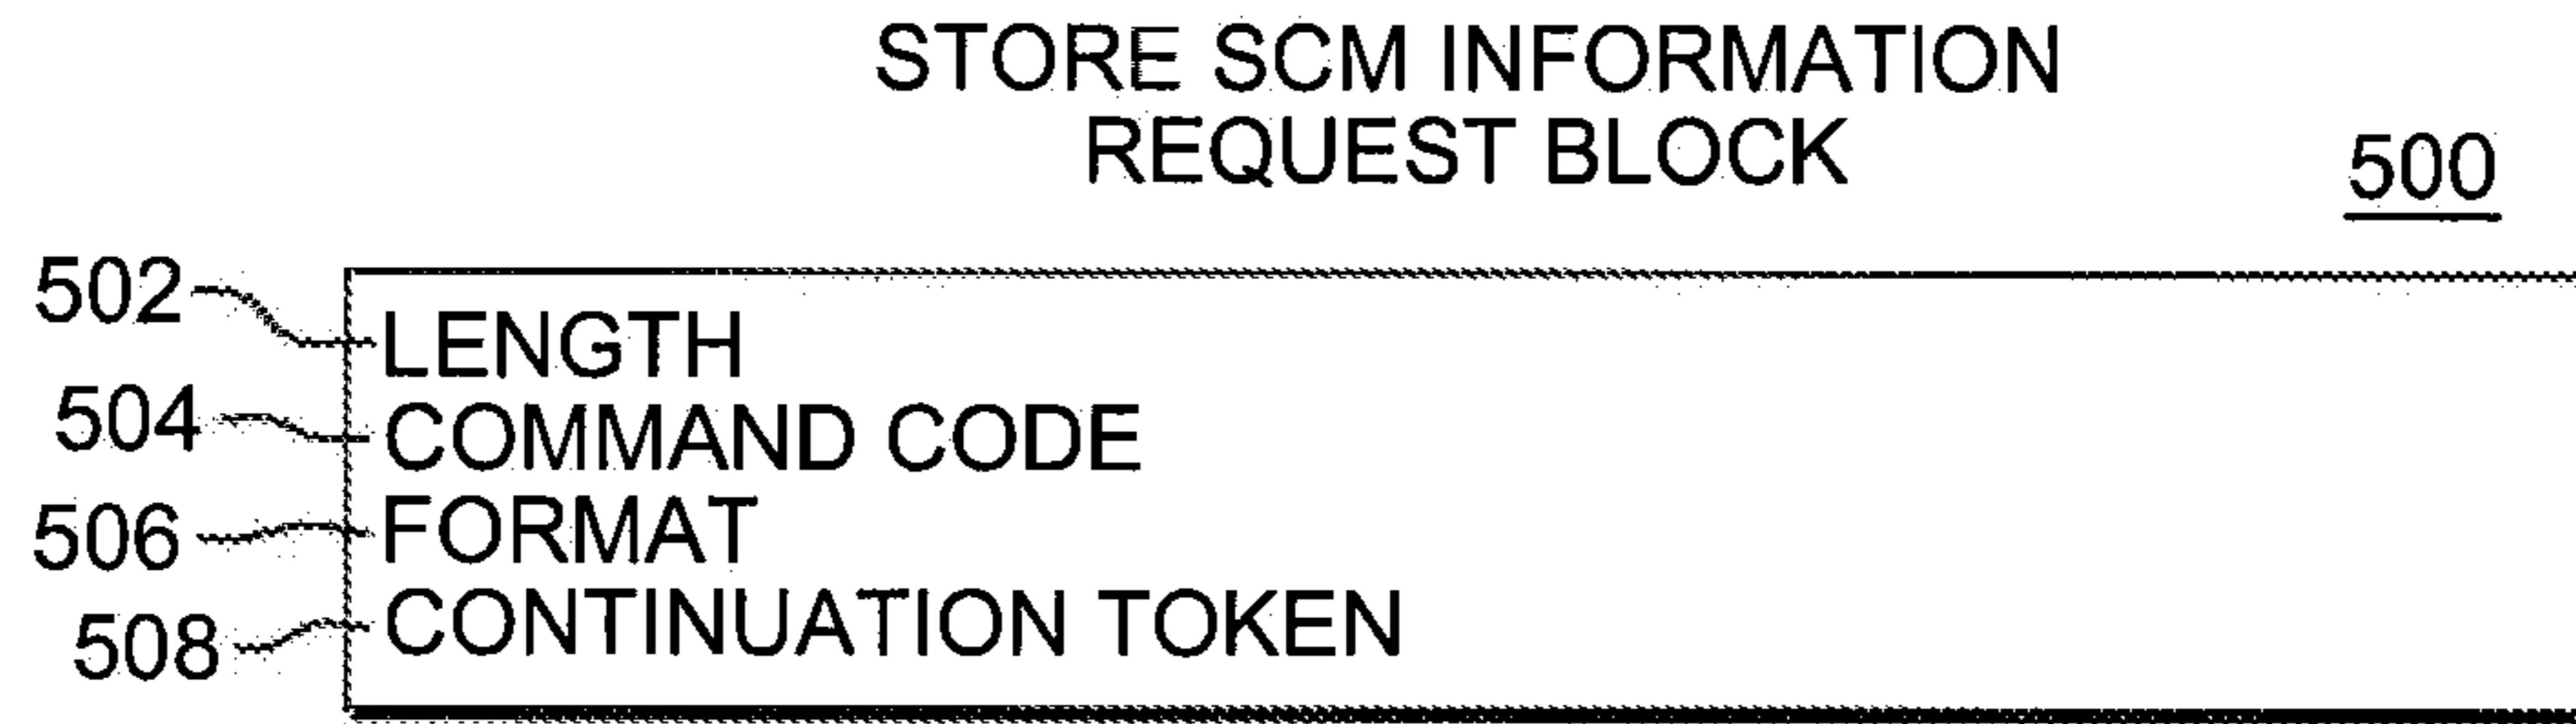 STORE SCM INFORMATION
REQUEST BLOCK
500
502 LENGTH
504 COMMAND CODE
506 FORMAT
508 CONTINUATION TOKEN